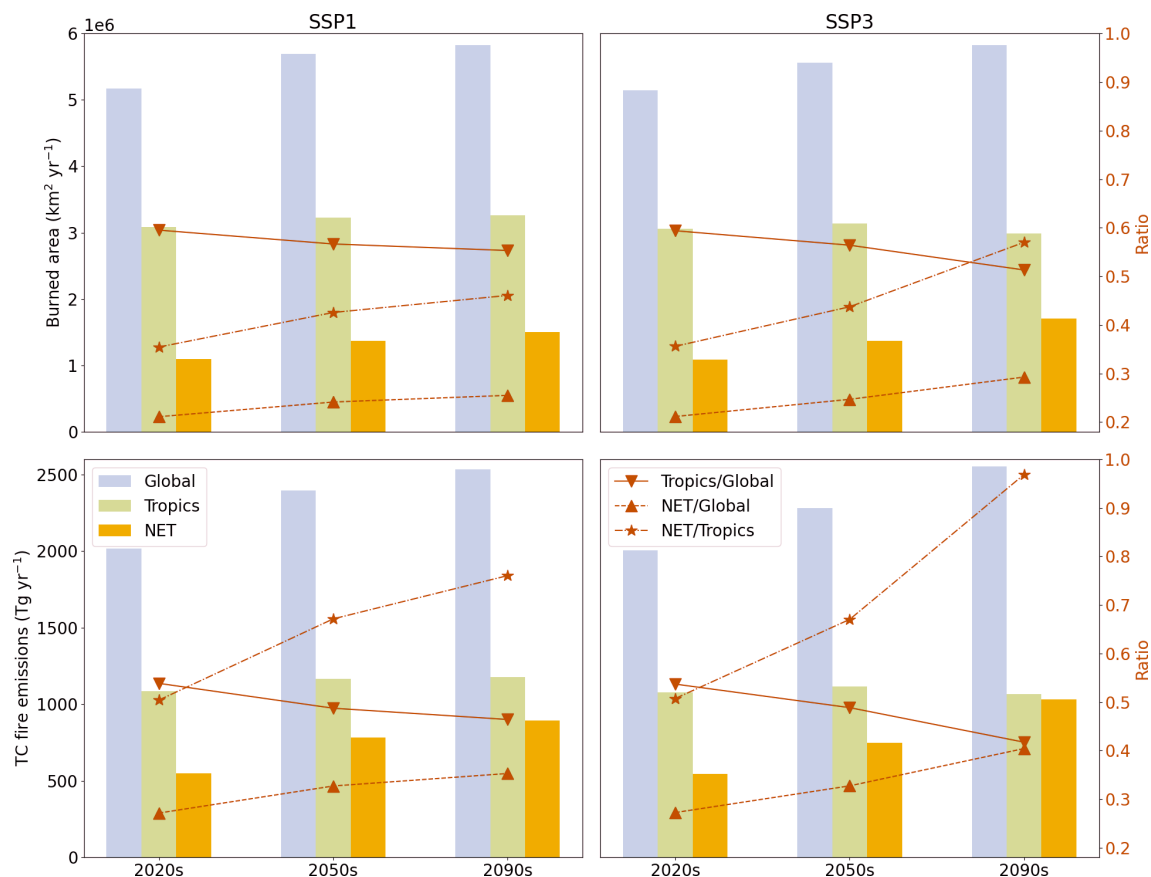 SSP1
SSP3
1e6
6
5
4
3
2
1
0
Burned area (km² yr⁻¹)
1.0
0.9
0.8
0.7
0.6
0.5
0.4
0.3
0.2
Ratio
2500
2000
1500
1000
500
0
TC fire emissions (Tg yr⁻¹)
Global
Tropics
NET
Tropics/Global
NET/Global
NET/Tropics
1.0
0.9
0.8
0.7
0.6
0.5
0.4
0.3
0.2
Ratio
2020s
2050s
2090s
2020s
2050s
2090s